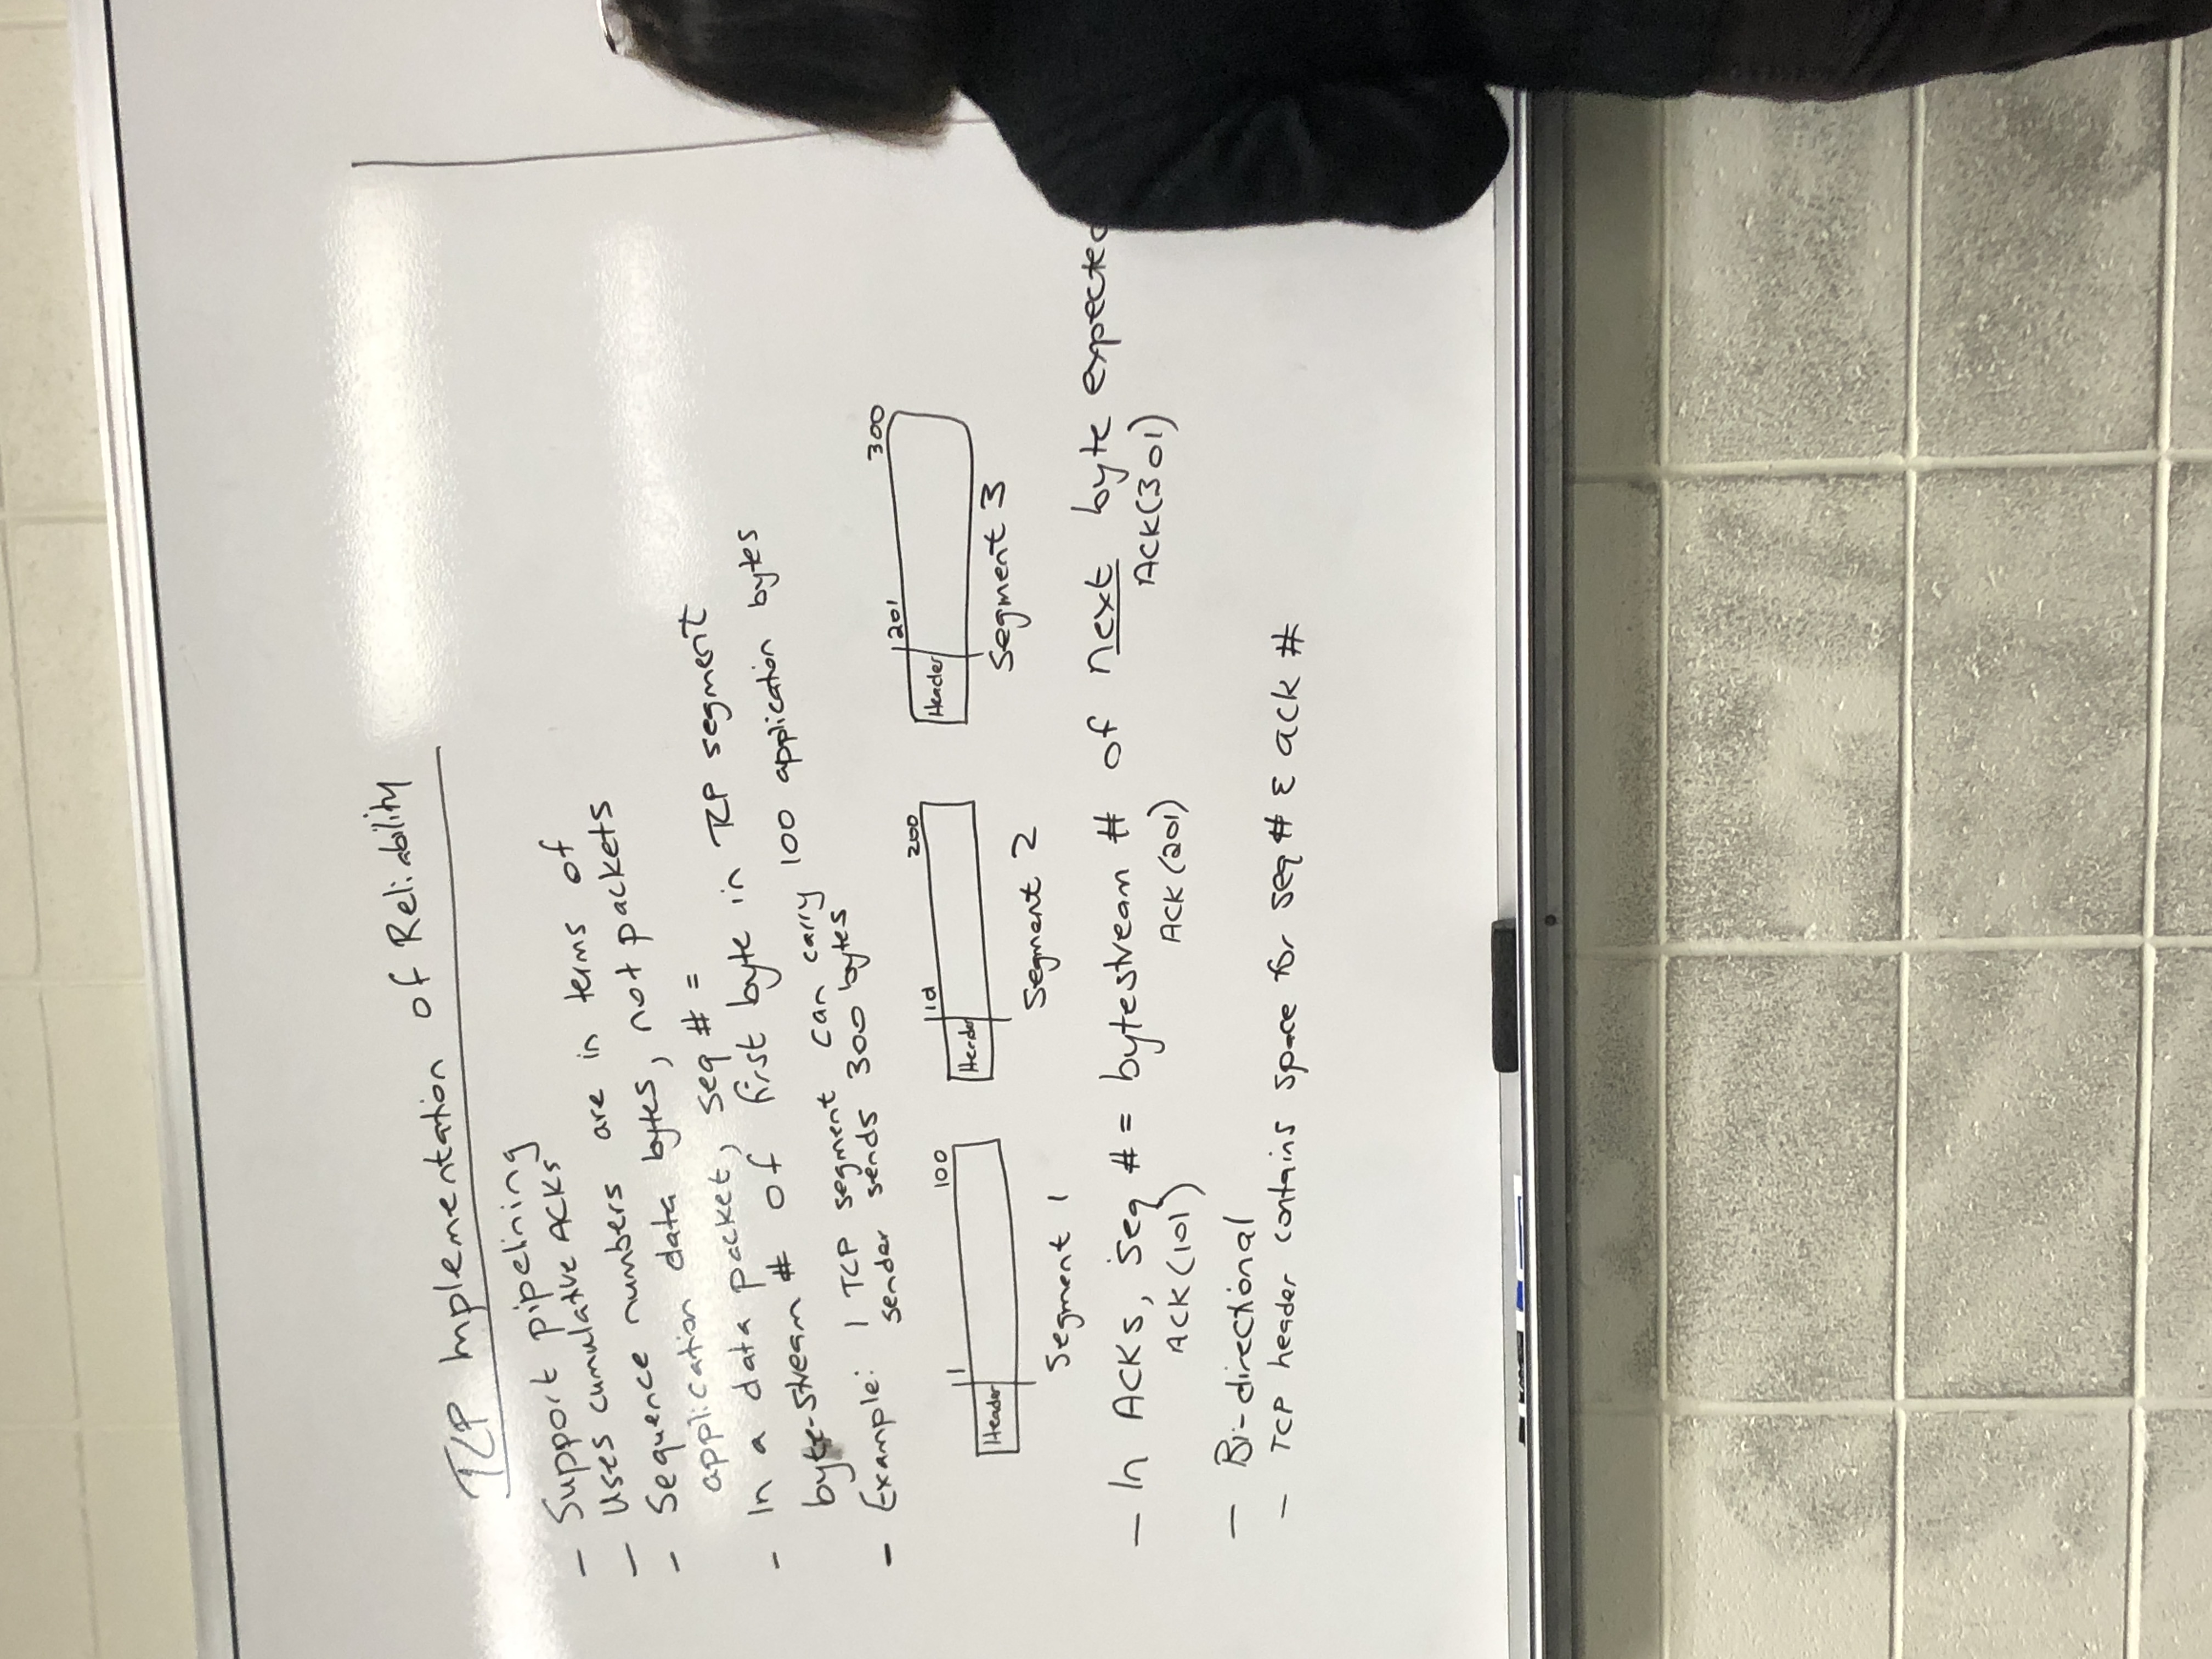 TCP Implementation of Reliability
- Support pipelining
- Uses cumulative ACKs
- Sequence numbers are in terms of
application data bytes, not packets
- In a data packet, seq # =
byte-stream # of first byte in TCP segment
- Example: 1 TCP segment can carry 100 application bytes
sender sends 300 bytes
1 100
Header
Segment 1
101 200
Header
Segment 2
201 300
Header
Segment 3
- In ACKs, seq # = bytestream # of next byte expected
ACK(101) ACK(201) ACK(301)
- Bi-directional
- TCP header contains space for seq # & ack #